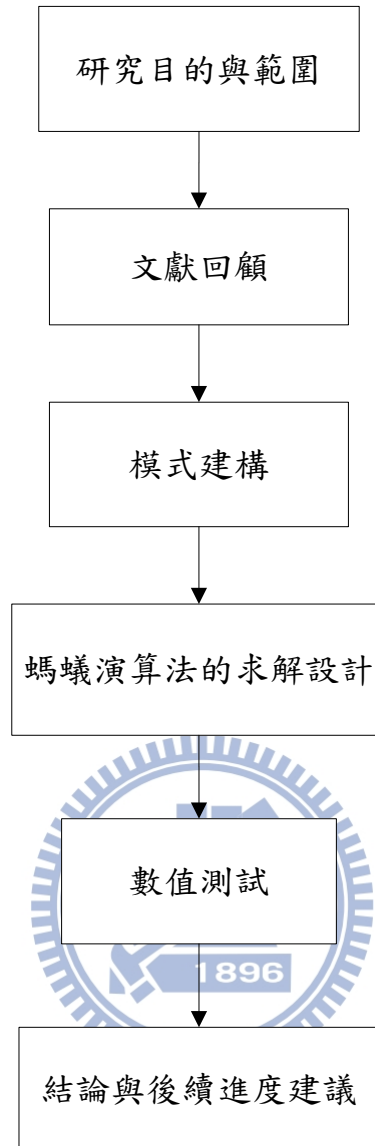 研究目的與範圍
文獻回顧
模式建構
螞蟻演算法的求解設計
數值測試
1896
結論與後續進度建議